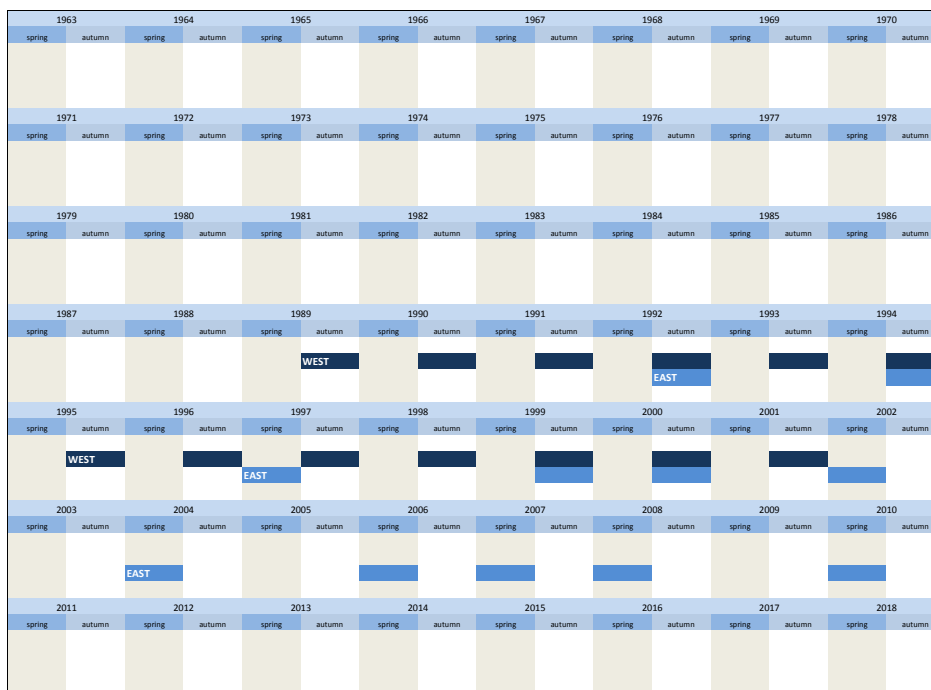 1963 1964 1965 1966 1967 1968 1969 1970
spring autumn spring autumn spring autumn spring autumn spring autumn spring autumn spring autumn spring autumn
1971 1972 1973 1974 1975 1976 1977 1978
spring autumn spring autumn spring autumn spring autumn spring autumn spring autumn spring autumn spring autumn
1979 1980 1981 1982 1983 1984 1985 1986
spring autumn spring autumn spring autumn spring autumn spring autumn spring autumn spring autumn spring autumn
1987 1988 1989 1990 1991 1992 1993 1994
spring autumn spring autumn spring autumn spring autumn spring autumn spring autumn spring autumn spring autumn
WEST
EAST
1995 1996 1997 1998 1999 2000 2001 2002
spring autumn spring autumn spring autumn spring autumn spring autumn spring autumn spring autumn spring autumn
WEST
EAST
2003 2004 2005 2006 2007 2008 2009 2010
spring autumn spring autumn spring autumn spring autumn spring autumn spring autumn spring autumn spring autumn
EAST
2011 2012 2013 2014 2015 2016 2017 2018
spring autumn spring autumn spring autumn spring autumn spring autumn spring autumn spring autumn spring autumn